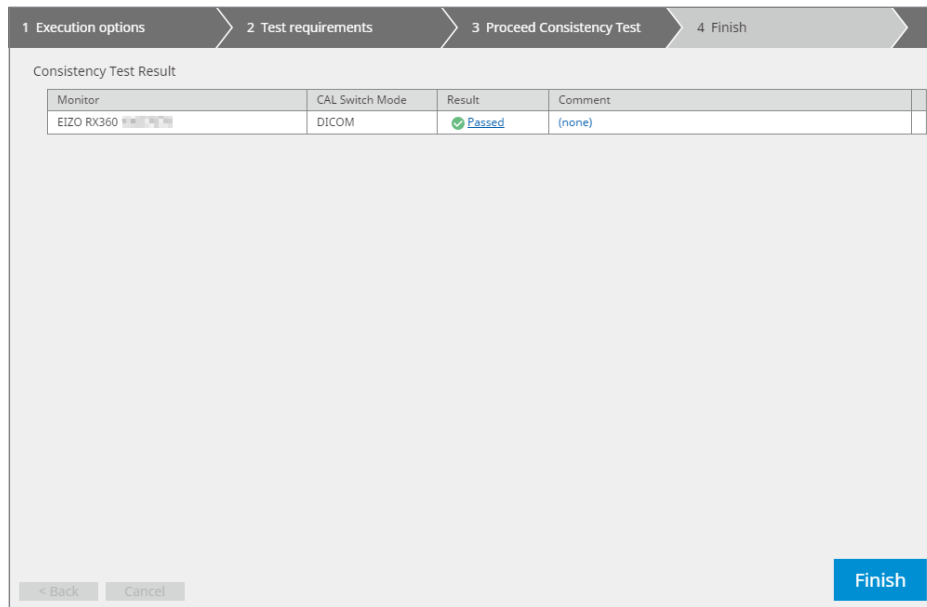 1 Execution options 2 Test requirements 3 Proceed Consistency Test 4 Finish
Consistency Test Result
Monitor CAL Switch Mode Result Comment
EIZO RX360 DICOM Passed (none)
< Back Cancel Finish